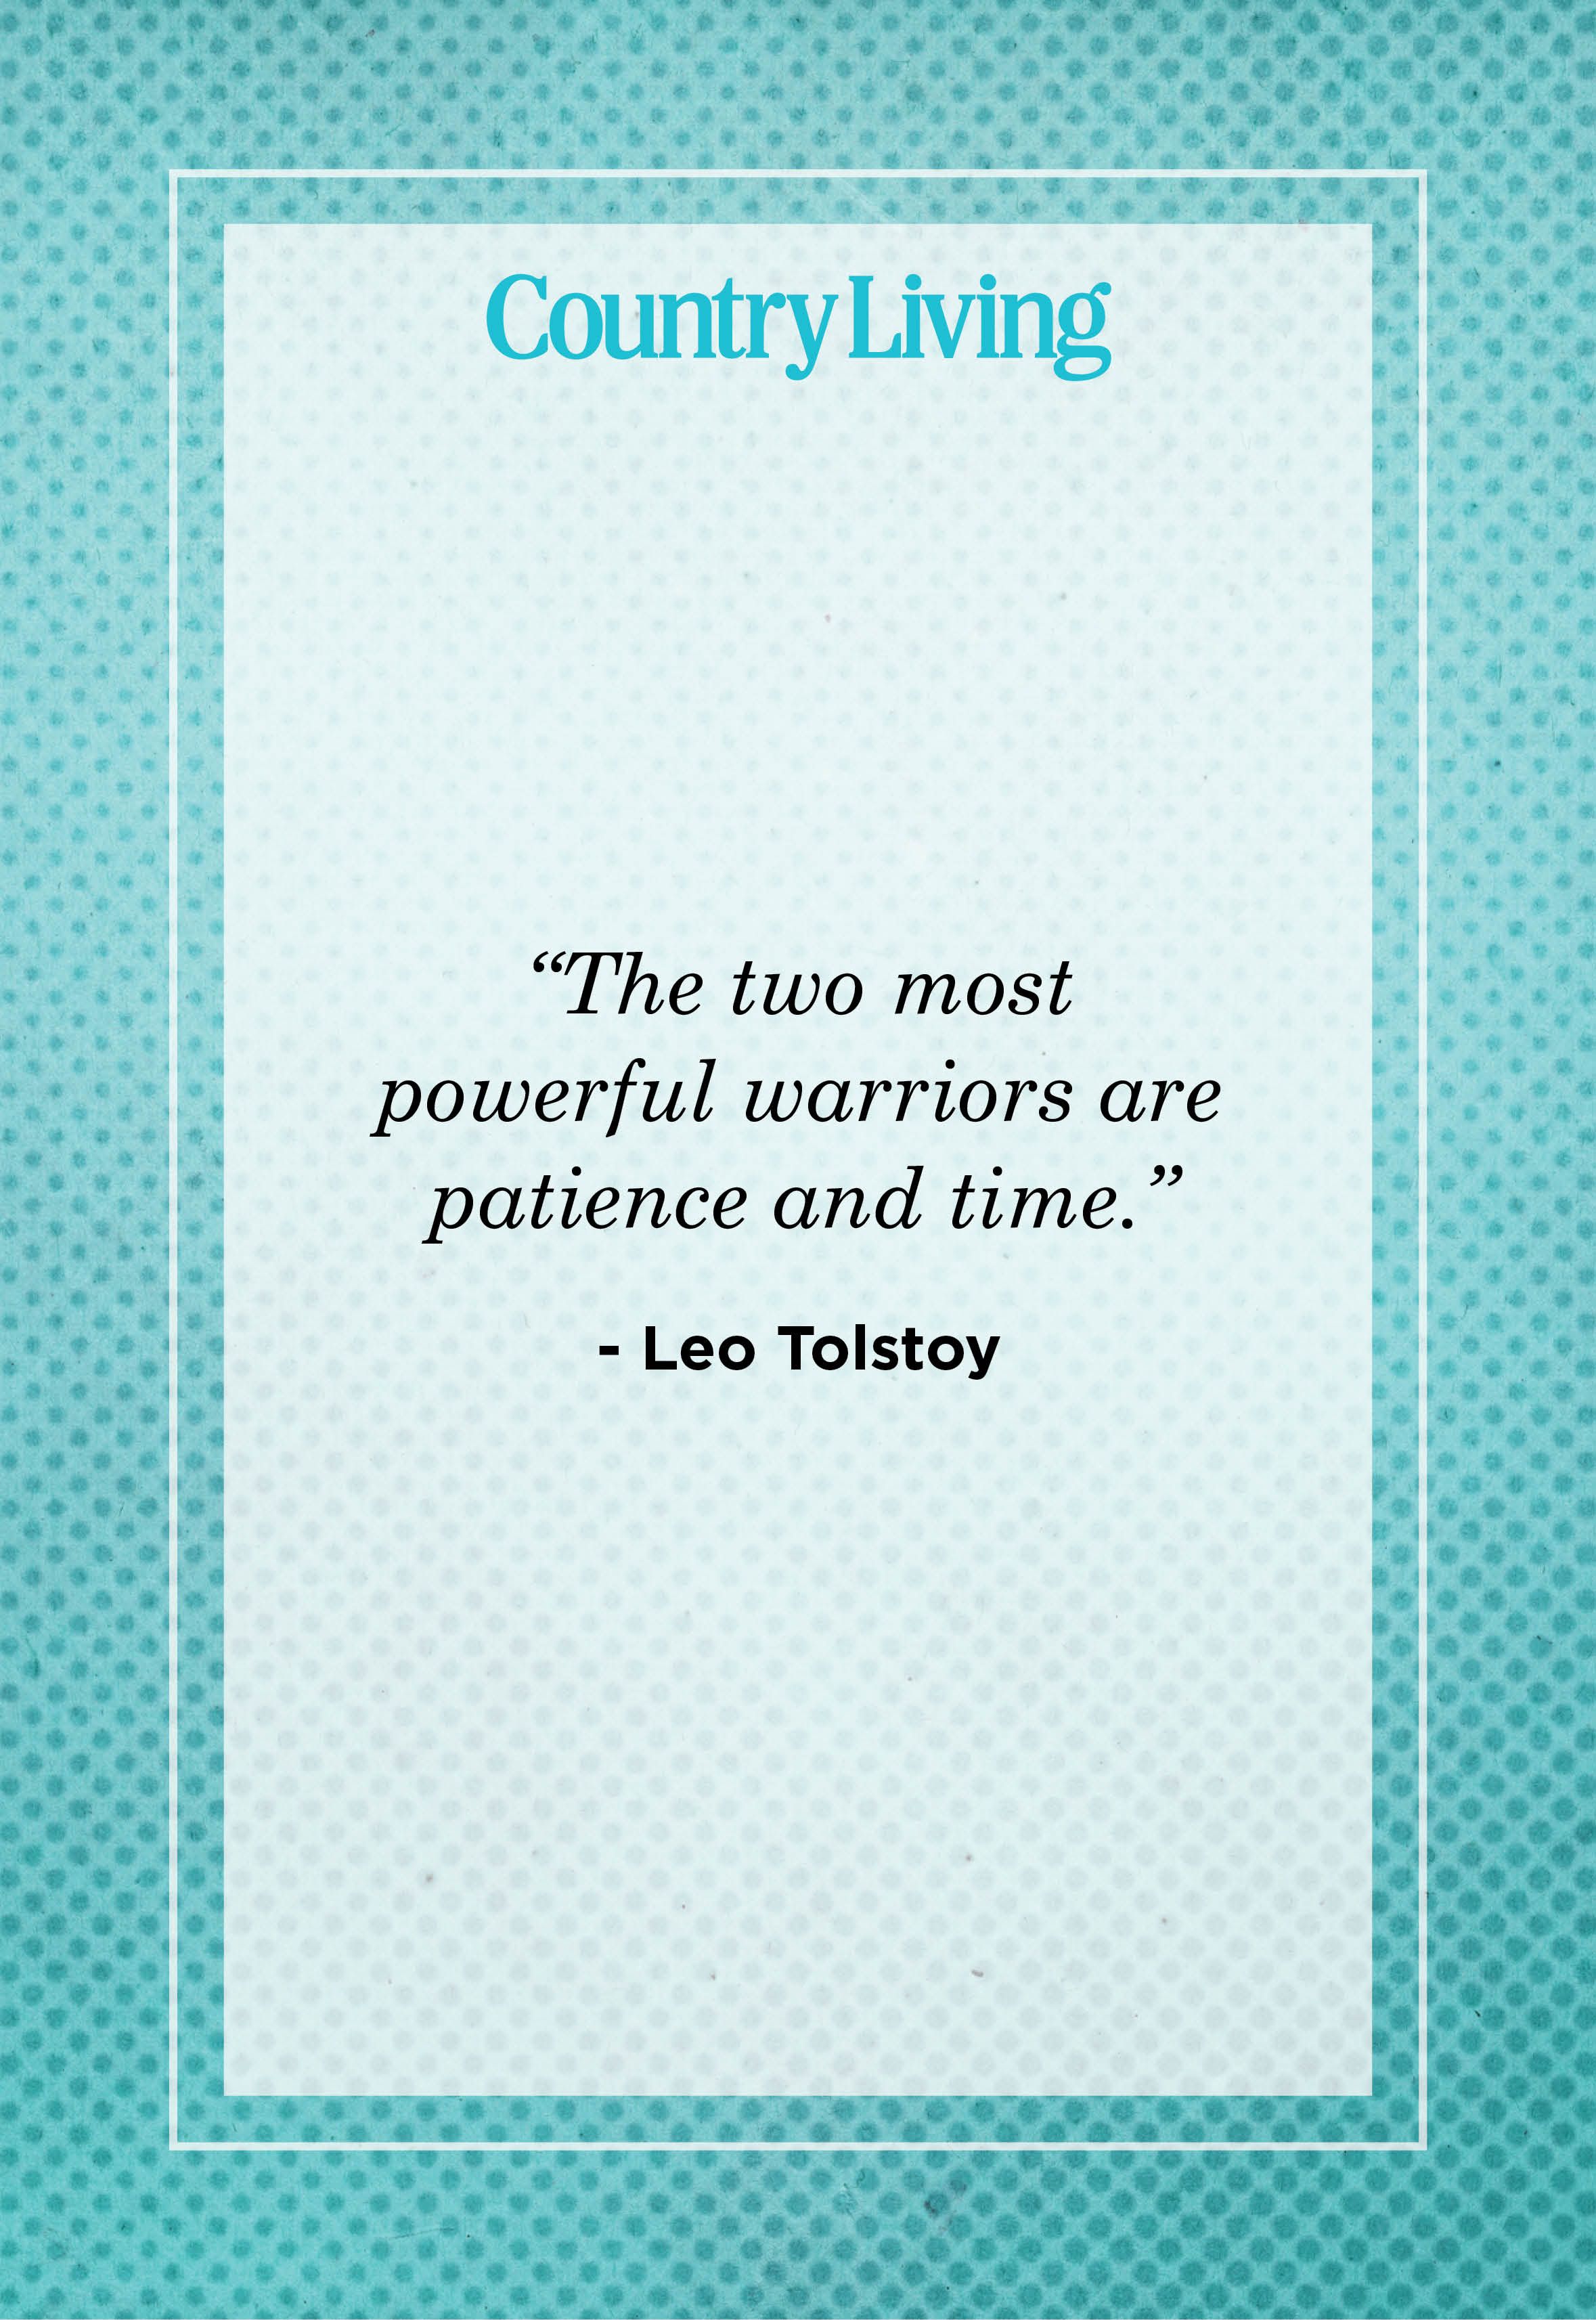 Country Living
“The two most
powerful warriors are
patience and time.”
- Leo Tolstoy